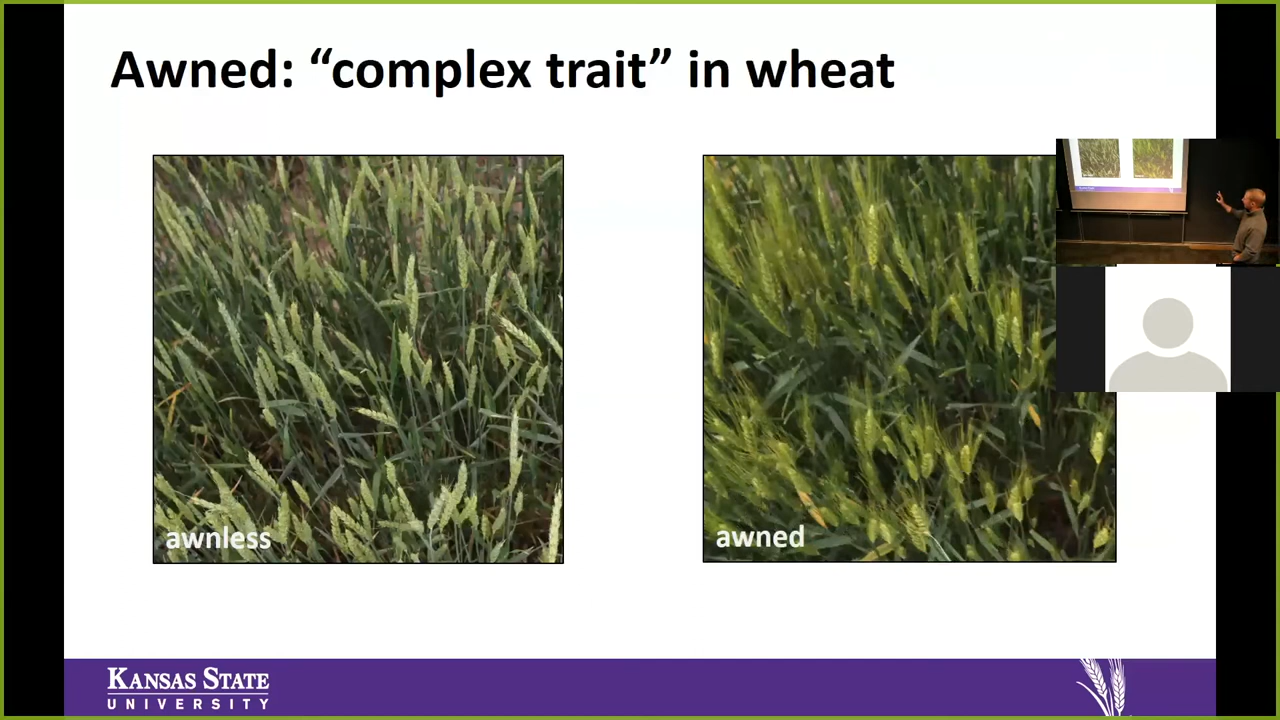 Awned: “complex trait” in wheat
awnless
awned
KANSAS STATE
UNIVERSITY